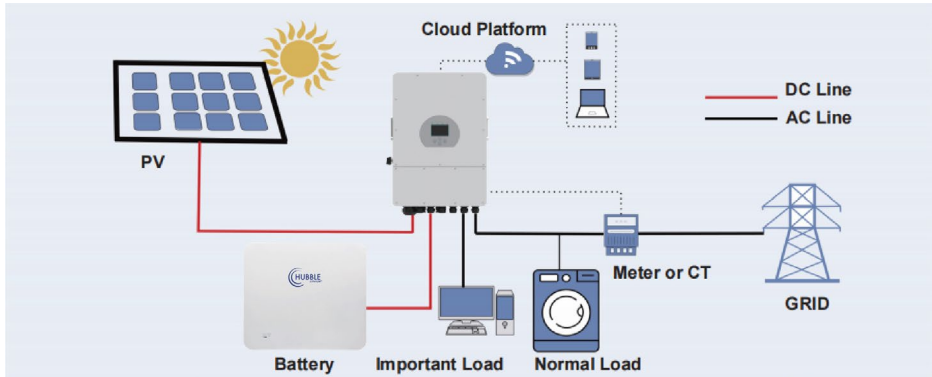 Cloud Platform
DC Line
AC Line
PV
HUBBLE
Meter or CT
GRID
Battery
Important Load
Normal Load